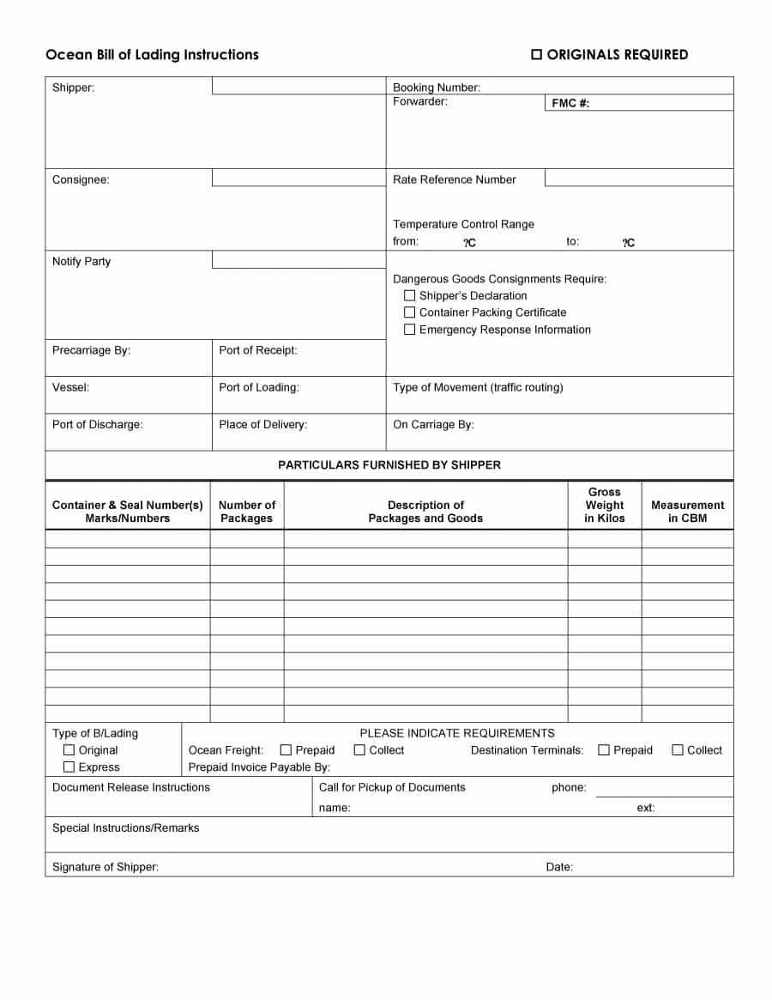 Ocean Bill of Lading Instructions
ORIGINALS REQUIRED
Shipper:
Booking Number:
Forwarder:
FMC #:
Consignee:
Rate Reference Number
Temperature Control Range
from: ?C to: ?C
Notify Party
Dangerous Goods Consignments Require:
Shipper's Declaration
Container Packing Certificate
Emergency Response Information
Precarriage By:
Port of Receipt:
Vessel:
Port of Loading:
Type of Movement (traffic routing)
Port of Discharge:
Place of Delivery:
On Carriage By:
PARTICULARS FURNISHED BY SHIPPER
Container & Seal Number(s)
Marks/Numbers
Number of
Packages
Description of
Packages and Goods
Gross
Weight
in Kilos
Measurement
in CBM
Type of B/Lading
Original
Express
PLEASE INDICATE REQUIREMENTS
Ocean Freight: Prepaid Collect Destination Terminals: Prepaid Collect
Prepaid Invoice Payable By:
Document Release Instructions
Call for Pickup of Documents phone:
name: ext:
Special Instructions/Remarks
Signature of Shipper: Date: